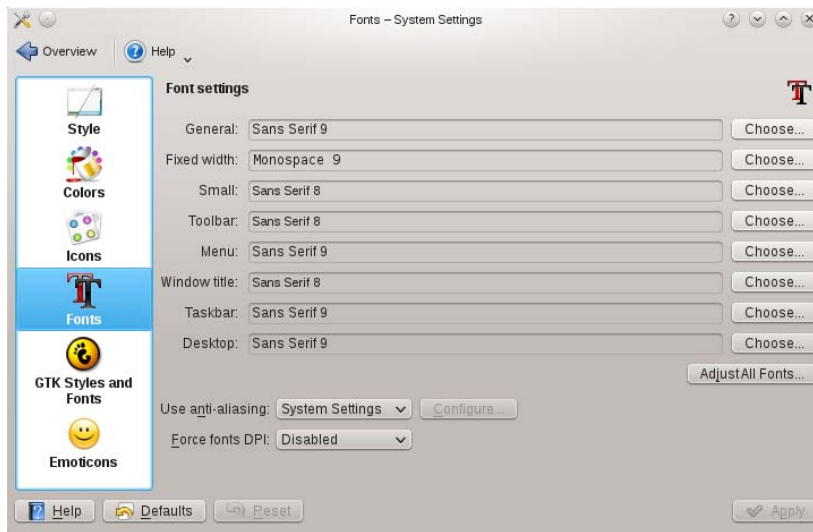 Fonts – System Settings
Overview Help
Style
Colors
Icons
Fonts
GTK Styles and
Fonts
Emoticons
Font settings
General: Sans Serif 9 Choose...
Fixed width: Monospace 9 Choose...
Small: Sans Serif 8 Choose...
Toolbar: Sans Serif 8 Choose...
Menu: Sans Serif 9 Choose...
Window title: Sans Serif 8 Choose...
Taskbar: Sans Serif 9 Choose...
Desktop: Sans Serif 9 Choose...
Adjust All Fonts...
Use anti-aliasing: System Settings Configure...
Force fonts DPI: Disabled
Help Defaults Reset Apply